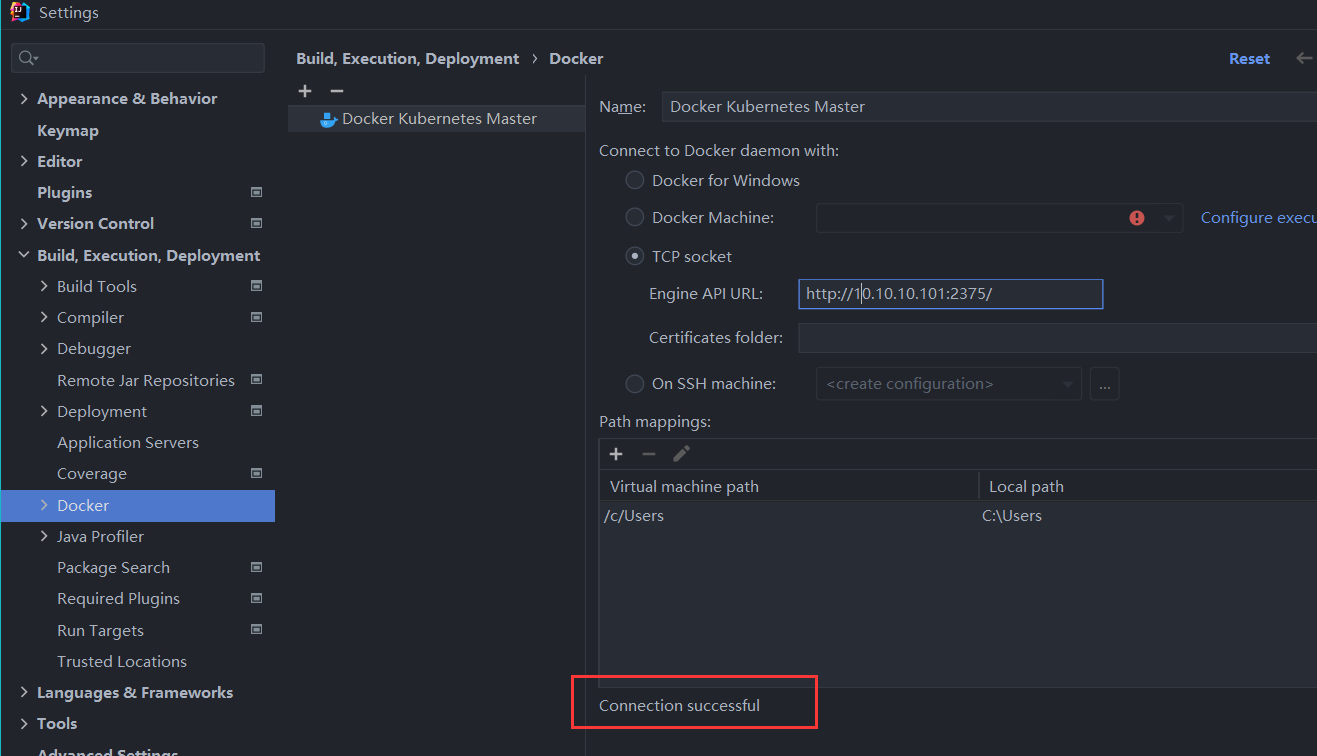 Settings
Build, Execution, Deployment › Docker
Reset
Appearance & Behavior
Keymap
Editor
Plugins
Version Control
Build, Execution, Deployment
Build Tools
Compiler
Debugger
Remote Jar Repositories
Deployment
Application Servers
Coverage
Docker
Java Profiler
Package Search
Required Plugins
Run Targets
Trusted Locations
Languages & Frameworks
Tools
Advanced Settings
Docker Kubernetes Master
Name: Docker Kubernetes Master
Connect to Docker daemon with:
Docker for Windows
Docker Machine: Configure execu
TCP socket
Engine API URL: http://10.10.10.101:2375/
Certificates folder:
On SSH machine: <create configuration> ...
Path mappings:
Virtual machine path Local path
/c/Users C:\Users
Connection successful